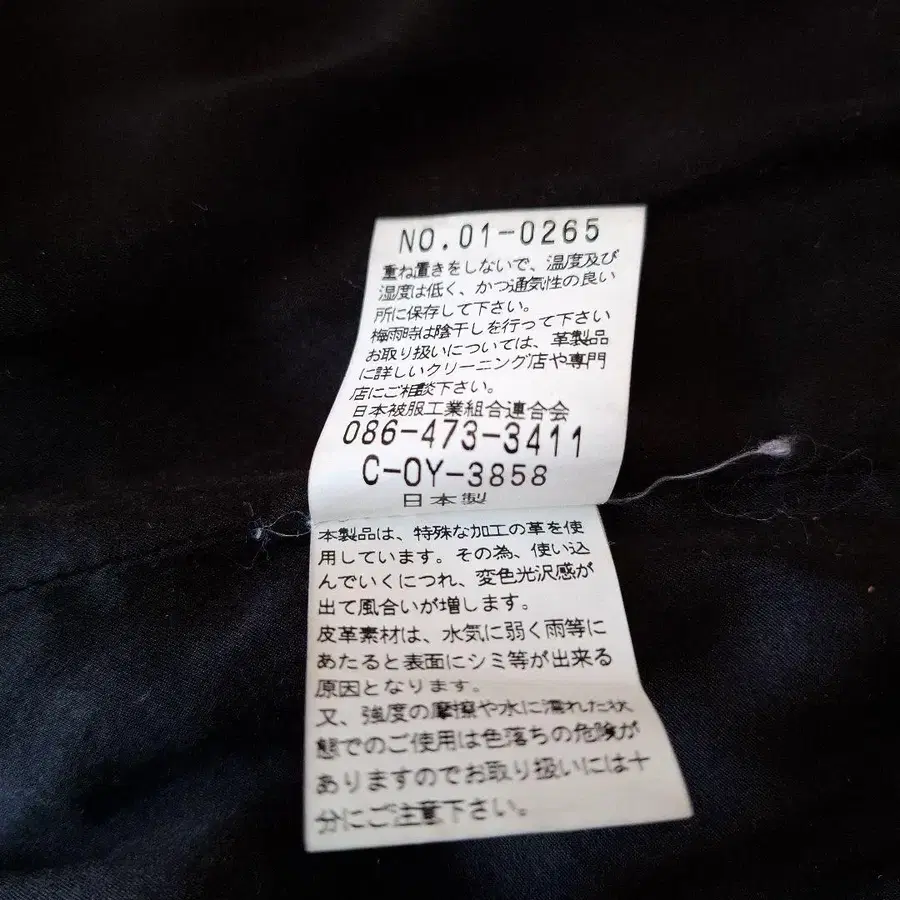 NO.01-0265
重ね置きをしないで、温度及び
湿度は低く、かつ通気性の良い
所に保存して下さい。
梅雨時は陰干しを行って下さい
お取り扱いについては、革製品
に詳しいクリーニング店や専門
店にご相談下さい。
日本被服工業組合連合会
086-473-3411
C-OY-3858
日本製
本製品は、特殊な加工の革を使
用しています。その為、使い込
んでいくにつれ、変色光沢感が
出て風合いが増します。
皮革素材は、水気に弱く雨等に
あたると表面にシミ等が出来る
原因となります。
又、強度の摩擦や水に濡れた状
態でのご使用は色落ちの危険が
ありますのでお取り扱いには十
分にご注意下さい。